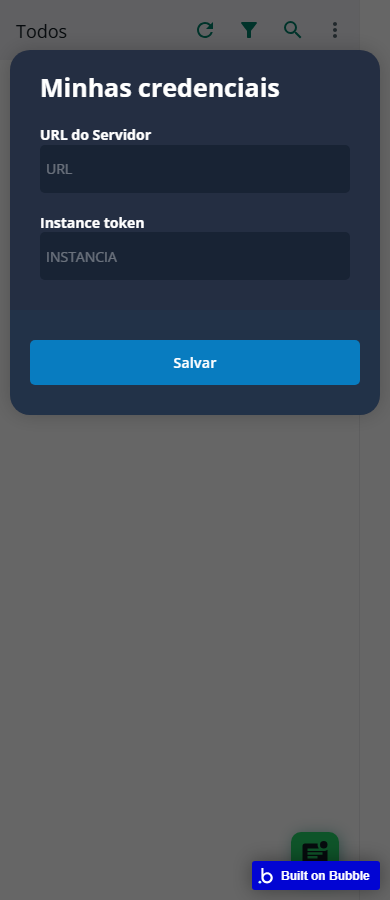 Todos
Minhas credenciais
URL do Servidor
URL
Instance token
INSTANCIA
Salvar
Built on Bubble